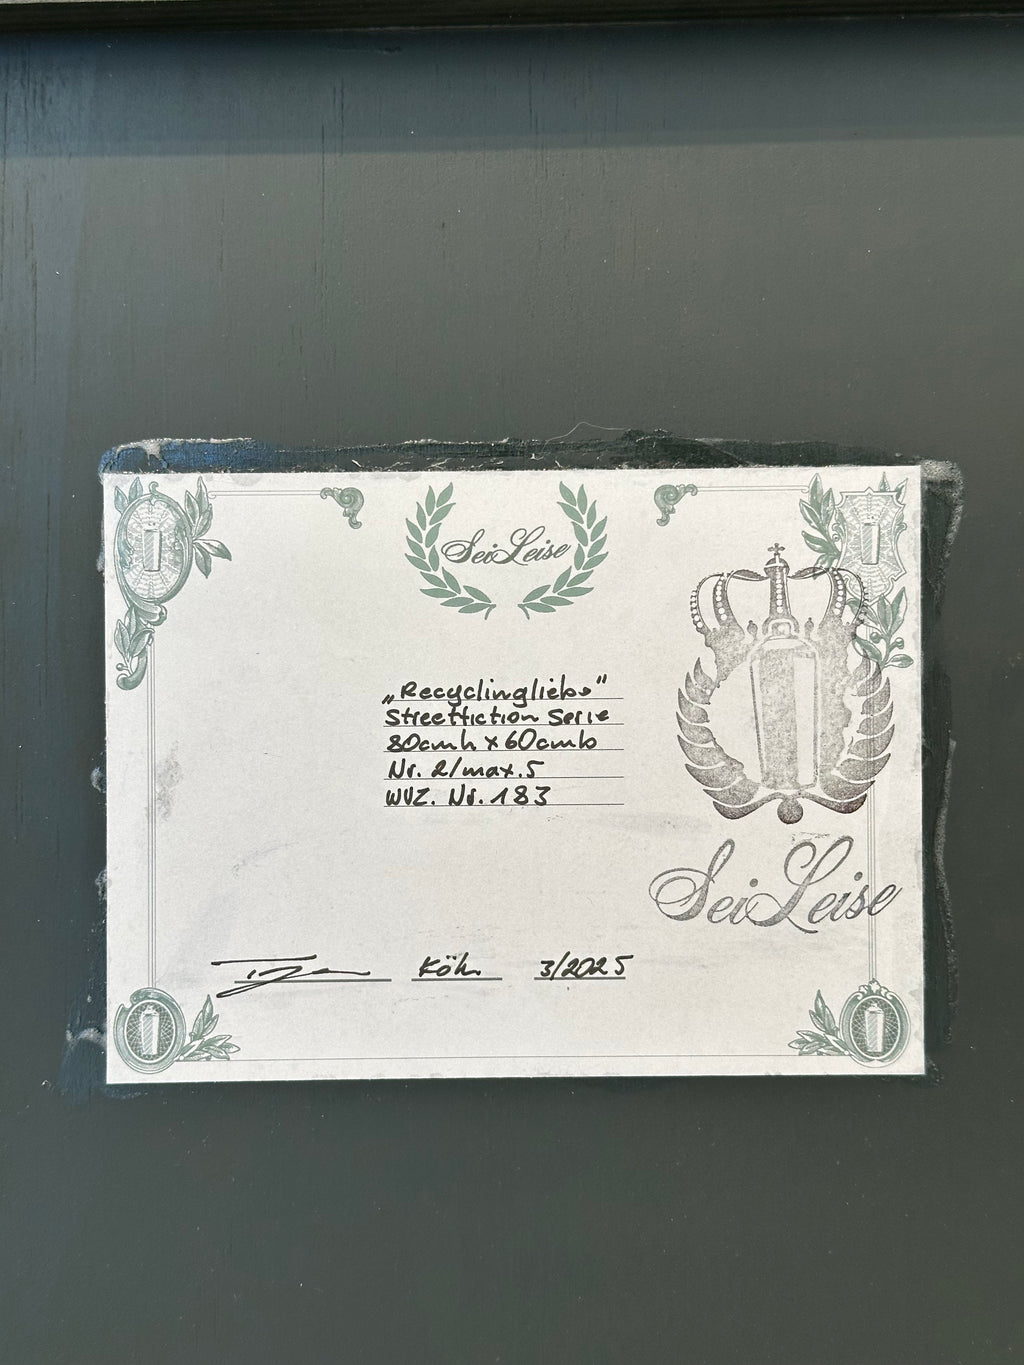 SeiLeise
„Recyclingliebe"
Streetfiction Serie
80cmh x 60cmb
Nr. 2/max.5
WVZ. Nr. 183
SeiLeise
Köln 3/2025